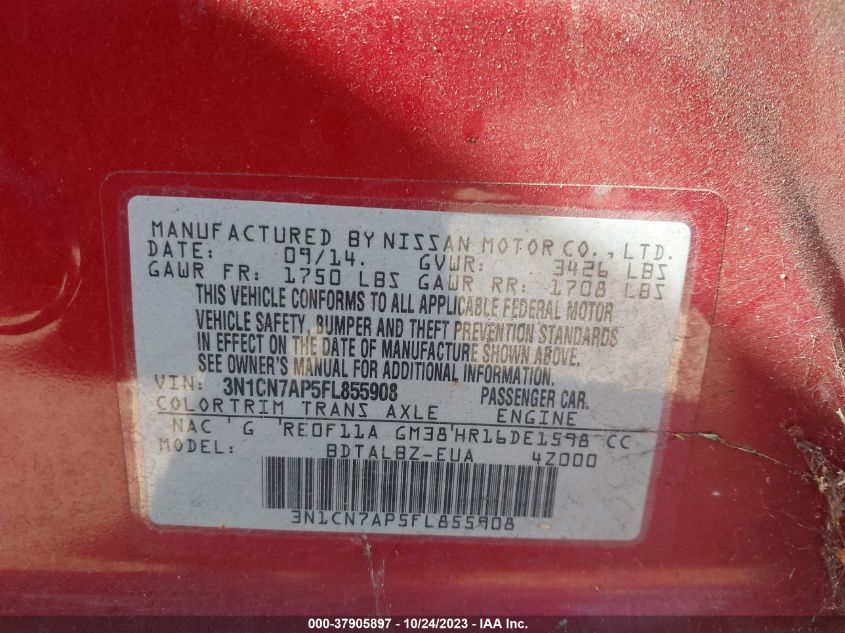 MANUFACTURED BY NISSAN MOTOR CO., LTD.
DATE: 09/14. GVWR: 3426 LBS
GAWR FR: 1750 LBS GAWR RR: 1708 LBS
THIS VEHICLE CONFORMS TO ALL APPLICABLE FEDERAL MOTOR
VEHICLE SAFETY, BUMPER AND THEFT PREVENTION STANDARDS
IN EFFECT ON THE DATE OF MANUFACTURE SHOWN ABOVE.
SEE OWNER'S MANUAL FOR ADDITIONAL INFORMATION.
VIN: 3N1CN7AP5FL855908 PASSENGER CAR.
COLORTRIM TRANS AXLE ENGINE
NAC G RE0F11A GM38 HR16DE1598 CC
MODEL: BDTALBZ-EUA 4Z000
3N1CN7AP5FL855908
000-37905897 - 10/24/2023 - IAA Inc.